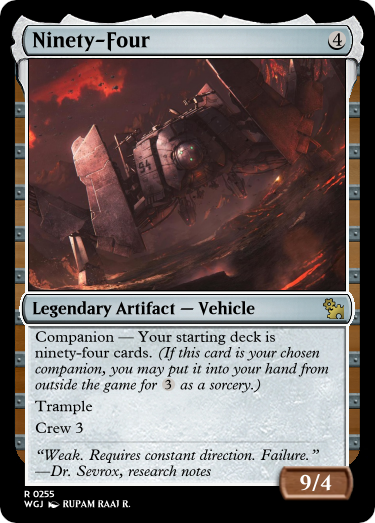 Ninety-Four 4
94
Legendary Artifact — Vehicle
Companion — Your starting deck is
ninety-four cards. (If this card is your chosen
companion, you may put it into your hand from
outside the game for 3 as a sorcery.)
Trample
Crew 3
“Weak. Requires constant direction. Failure.”
—Dr. Sevrox, research notes
9/4
R 0255
WGJ RUPAM RAAJ R.